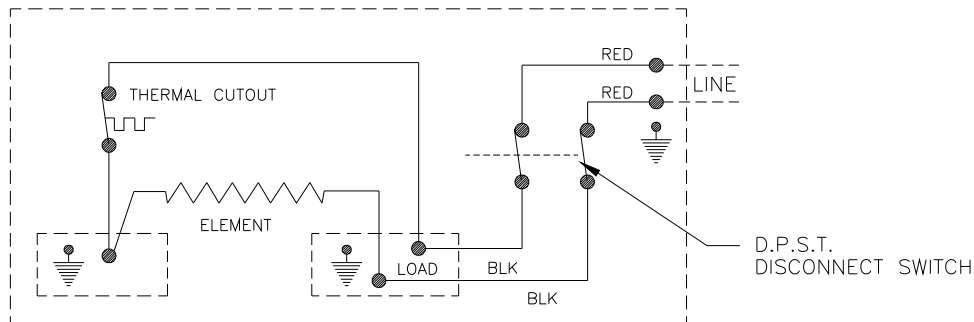 RED
THERMAL CUTOUT
RED
LINE
ELEMENT
LOAD
BLK
BLK
D.P.S.T.
DISCONNECT SWITCH